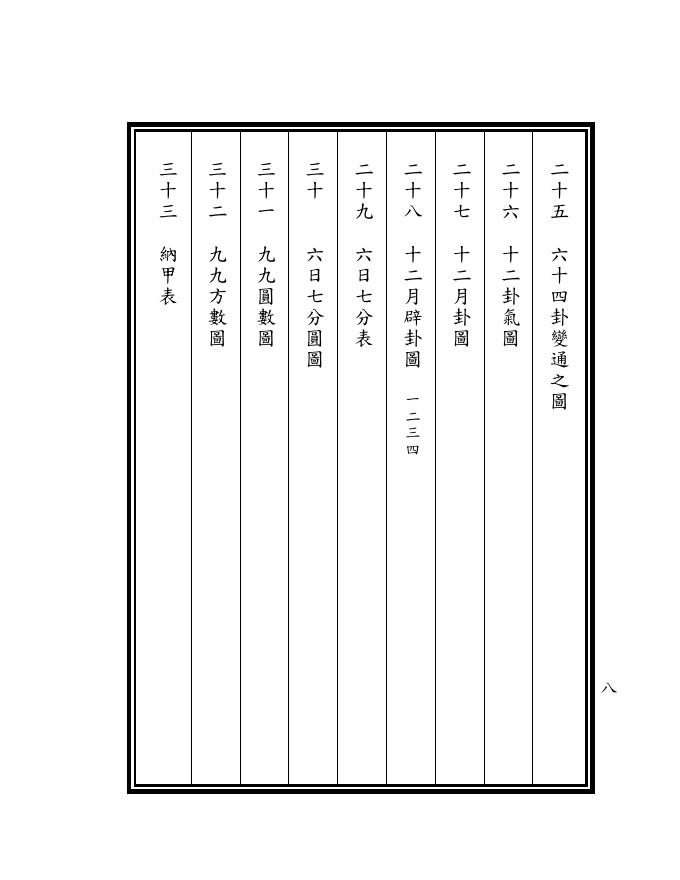 二十五　六十四卦變通之圖
二十六　十二卦氣圖
二十七　十二月卦圖
二十八　十二月辟卦圖　一二三四
二十九　六日七分表
三十　　六日七分圓圖
三十一　九九圓數圖
三十二　九九方數圖
三十三　納甲表
八